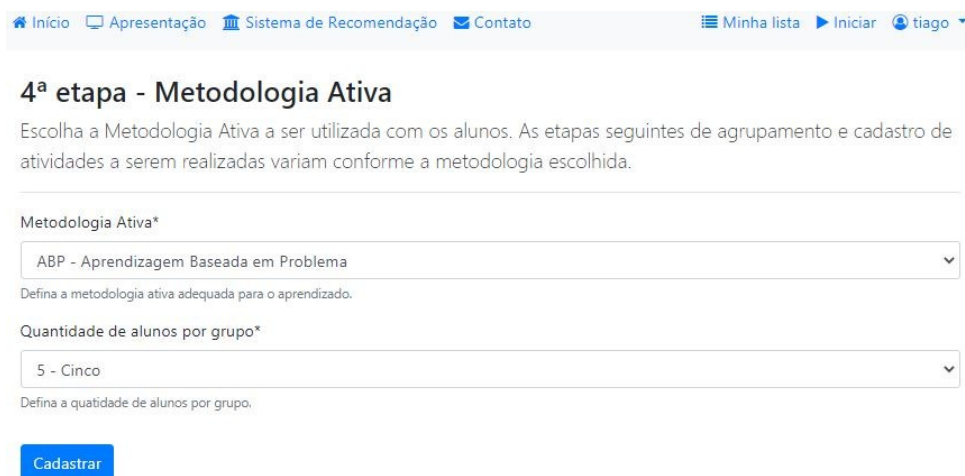 Início Apresentação Sistema de Recomendação Contato Minha lista Iniciar tiago
4ª etapa - Metodologia Ativa
Escolha a Metodologia Ativa a ser utilizada com os alunos. As etapas seguintes de agrupamento e cadastro de
atividades a serem realizadas variam conforme a metodologia escolhida.
Metodologia Ativa*
ABP - Aprendizagem Baseada em Problema
Defina a metodologia ativa adequada para o aprendizado.
Quantidade de alunos por grupo*
5 - Cinco
Defina a quatidade de alunos por grupo.
Cadastrar